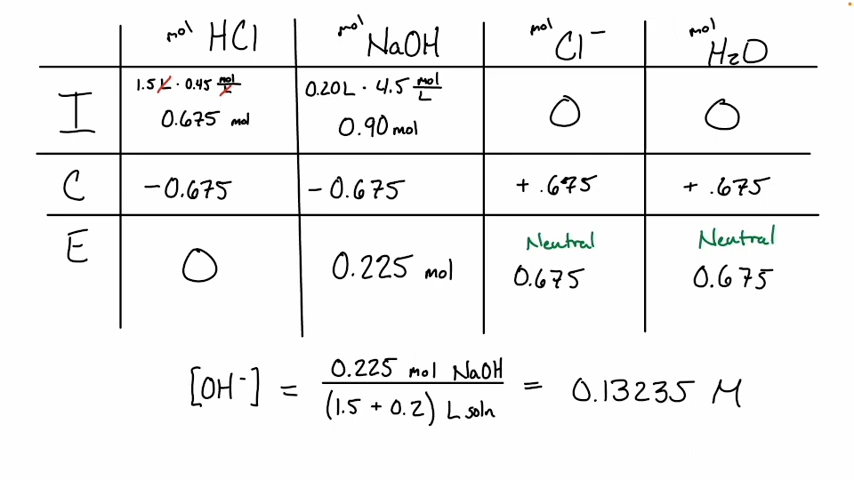 mol HCl mol NaOH mol Cl⁻ mol H₂O
I 1.5 L · 0.45 mol/L 0.20 L · 4.5 mol/L 0 0
0.675 mol 0.90 mol
C −0.675 −0.675 + .675 + .675
E Neutral Neutral
0 0.225 mol 0.675 0.675
[OH⁻] = 0.225 mol NaOH / (1.5 + 0.2) L soln = 0.13235 M